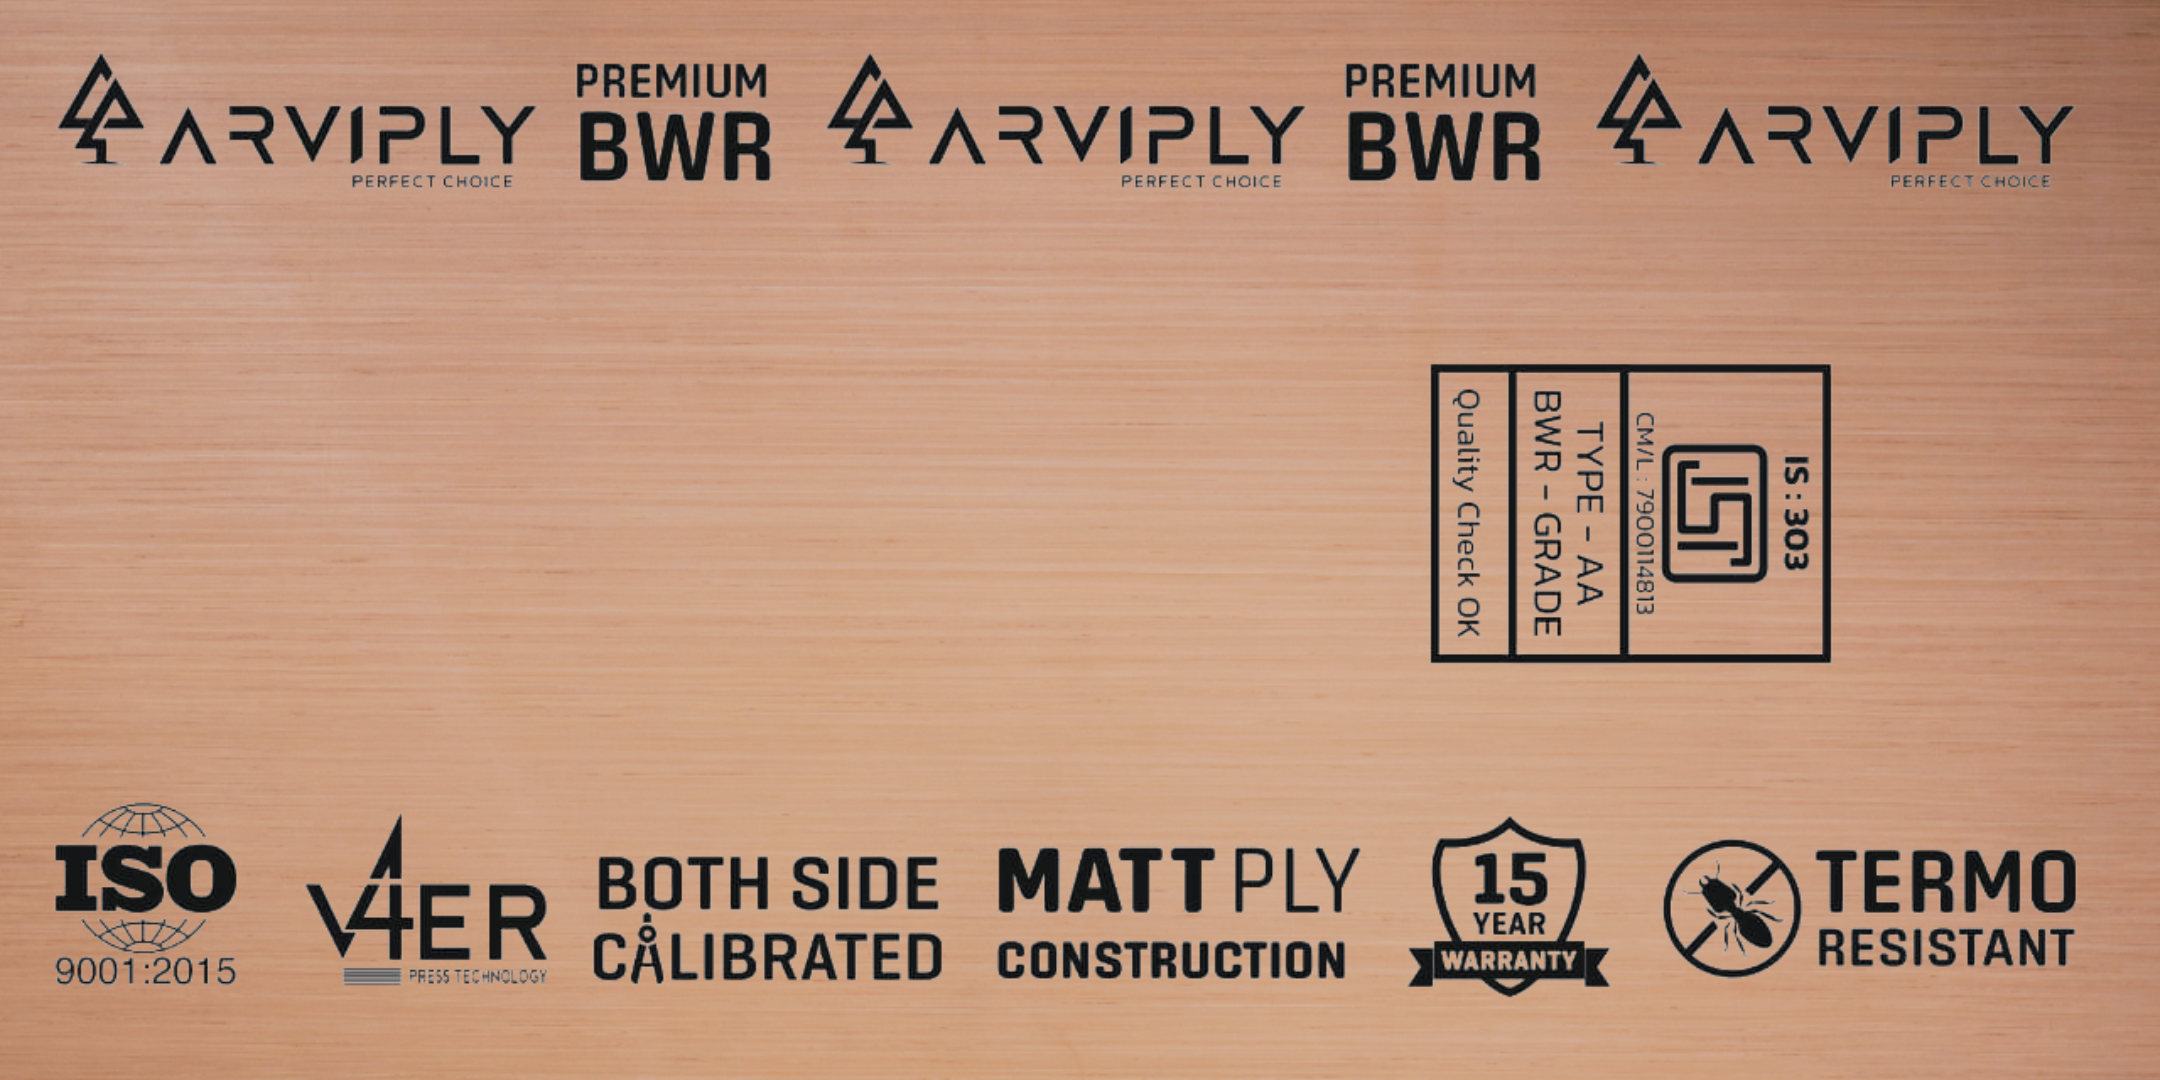 ARVIPLY
PERFECT CHOICE
PREMIUM
BWR
ARVIPLY
PERFECT CHOICE
PREMIUM
BWR
ARVIPLY
PERFECT CHOICE
IS : 303
ISI
CM/L : 7900114813
TYPE - AA
BWR - GRADE
Quality Check OK
ISO
9001:2015
V4ER
PRESS TECHNOLOGY
BOTH SIDE
CALIBRATED
MATT PLY
CONSTRUCTION
15
YEAR
WARRANTY
TERMO
RESISTANT